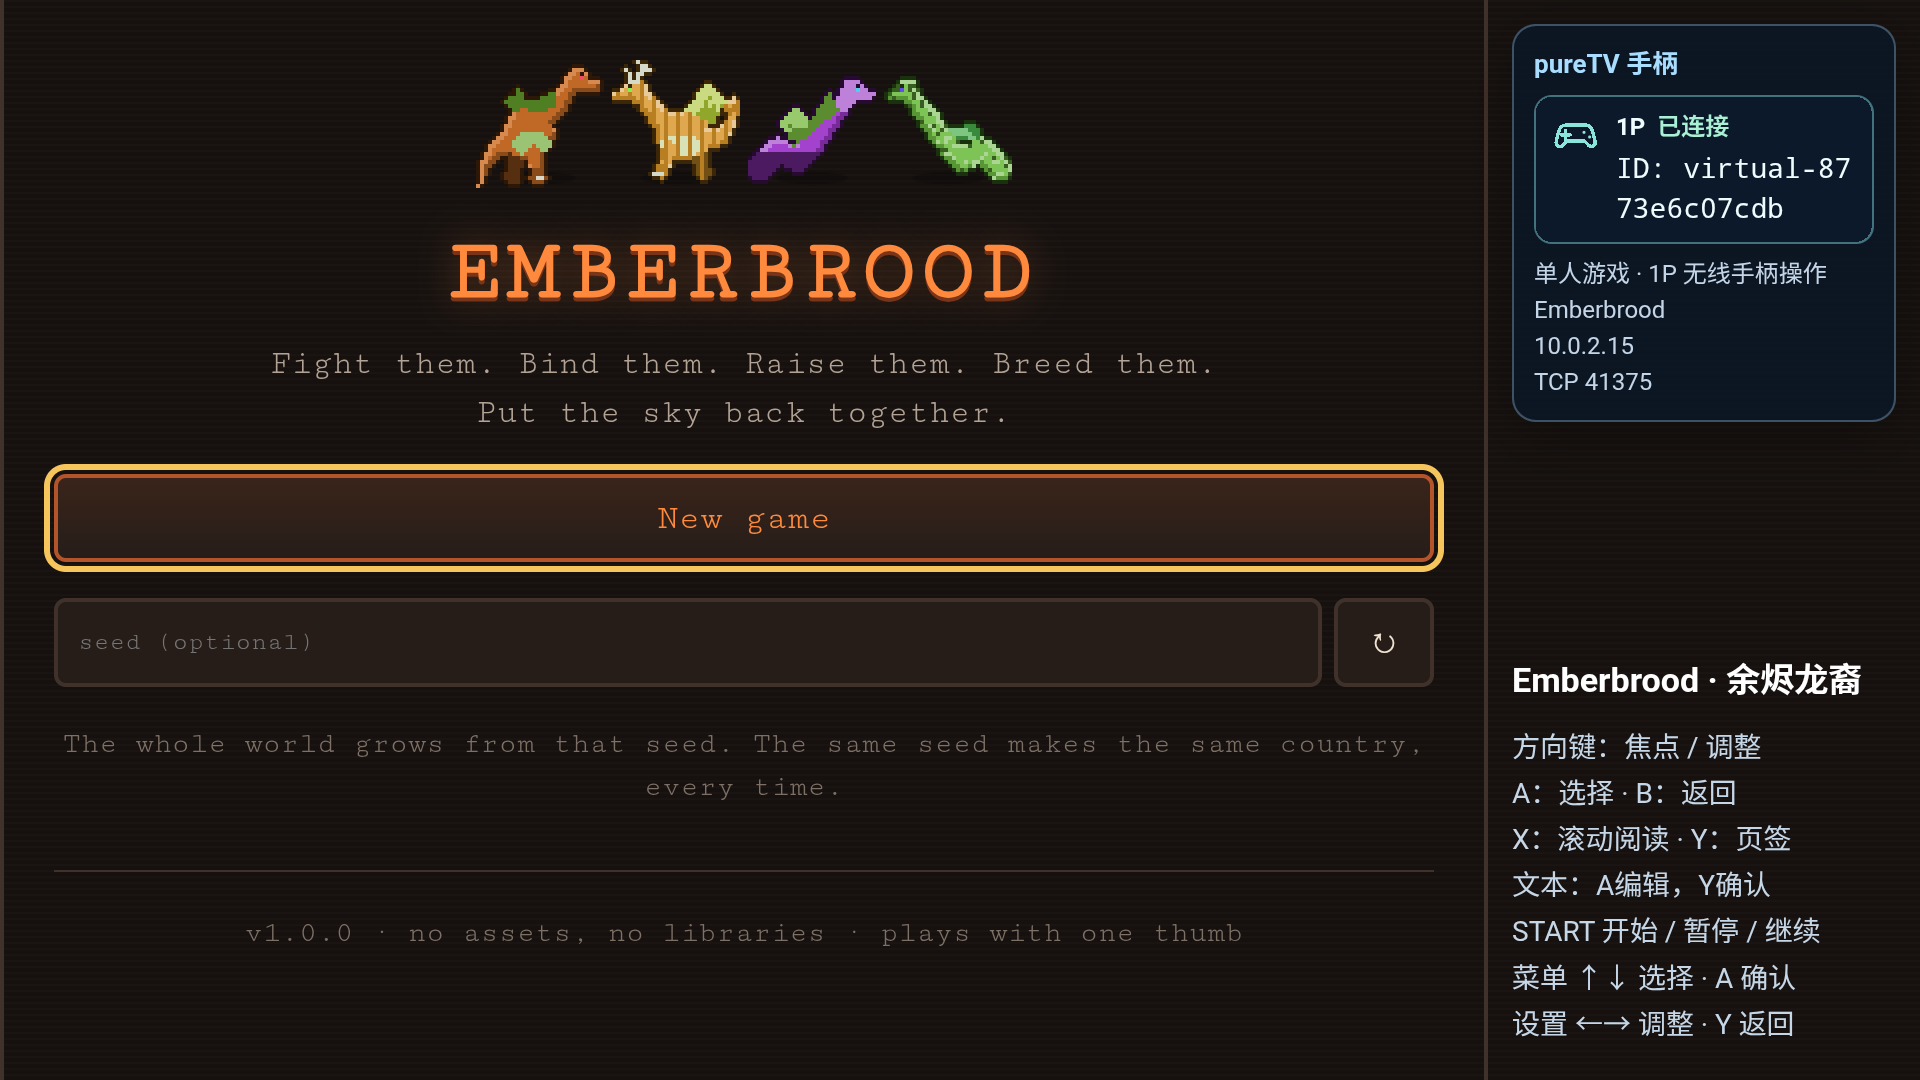 EMBERBROOD
Fight them. Bind them. Raise them. Breed them.
Put the sky back together.
New game
seed (optional)
↻
The whole world grows from that seed. The same seed makes the same country,
every time.
v1.0.0 · no assets, no libraries · plays with one thumb
pureTV 手柄
1P 已连接
ID: virtual-87
73e6c07cdb
单人游戏 · 1P 无线手柄操作
Emberbrood
10.0.2.15
TCP 41375
Emberbrood · 余烬龙裔
方向键：焦点 / 调整
A：选择 · B：返回
X：滚动阅读 · Y：页签
文本：A编辑，Y确认
START 开始 / 暂停 / 继续
菜单 ↑↓ 选择 · A 确认
设置 ←→ 调整 · Y 返回